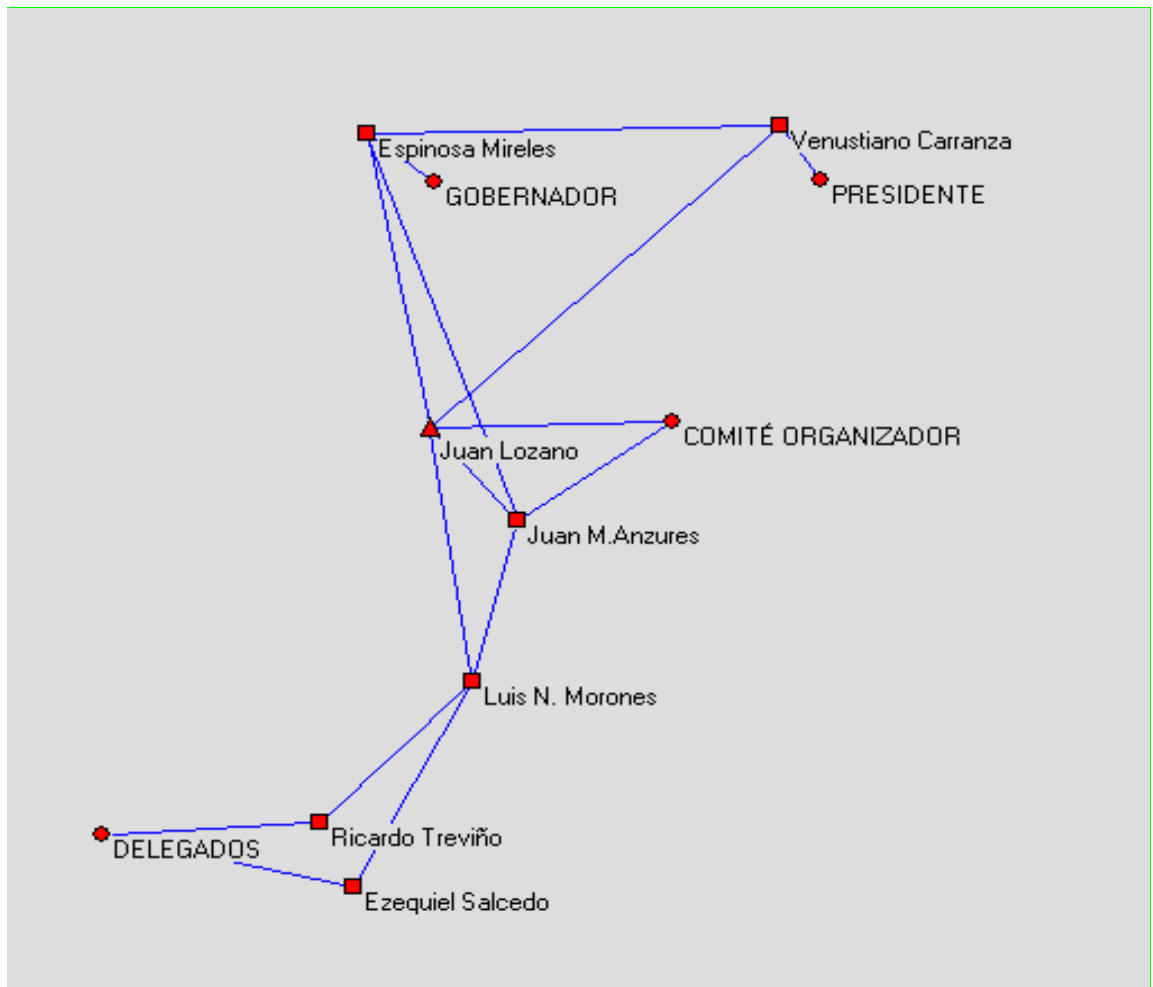 Espinosa Mireles
Venustiano Carranza
GOBERNADOR
PRESIDENTE
COMITÉ ORGANIZADOR
Juan Lozano
Juan M.Anzures
Luis N. Morones
Ricardo Treviño
DELEGADOS
Ezequiel Salcedo